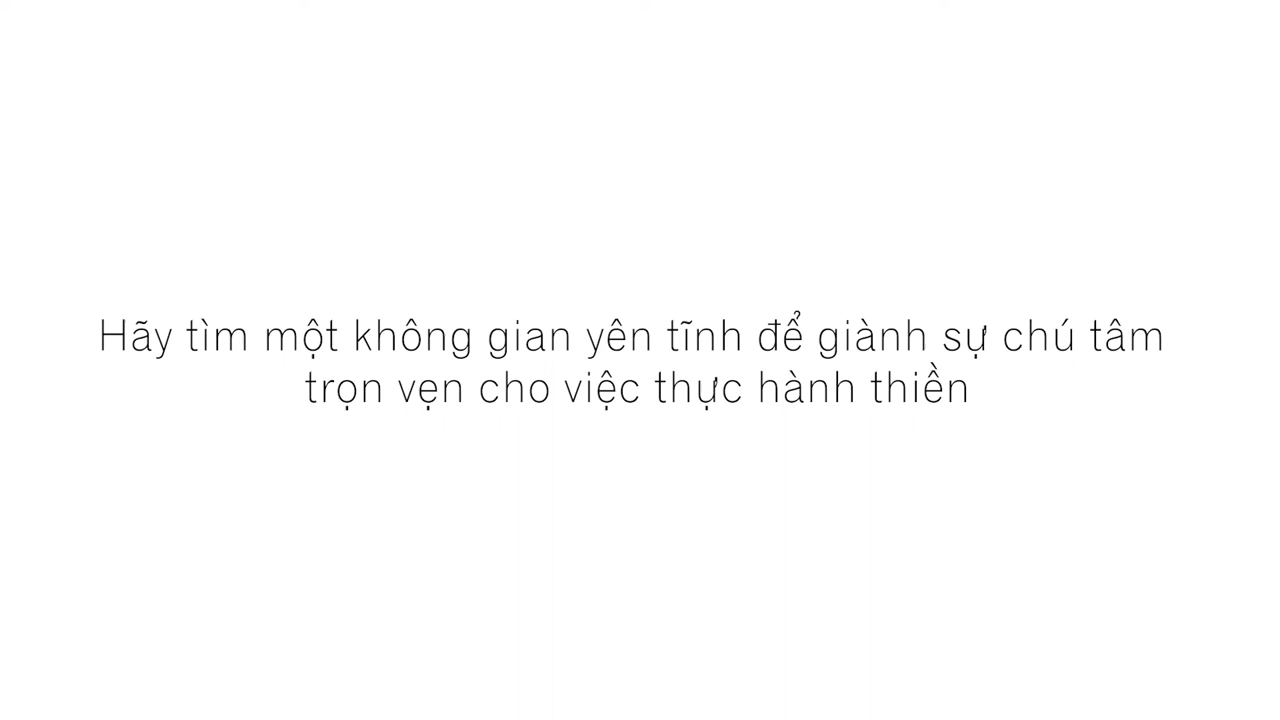 Hãy tìm một không gian yên tĩnh để giành sự chú tâm
trọn vẹn cho việc thực hành thiền